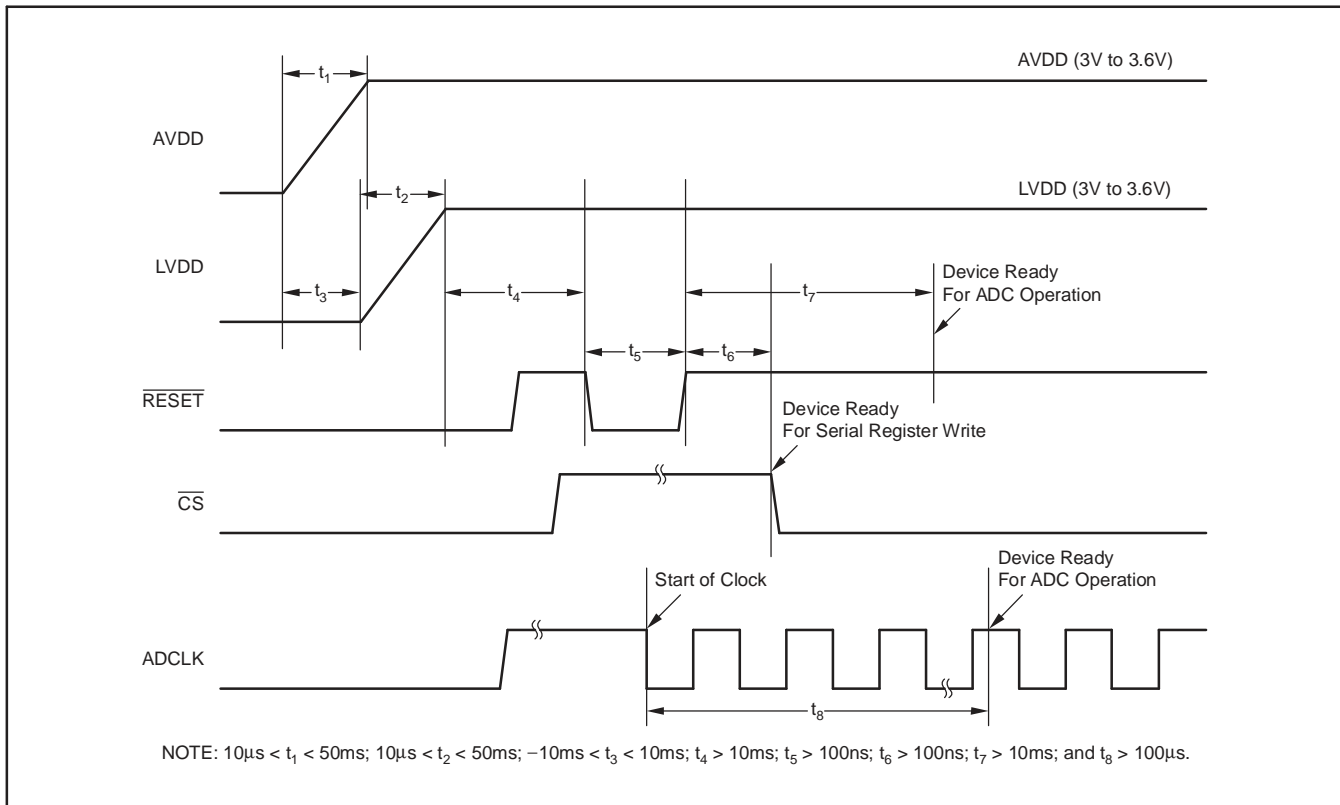 AVDD (3V to 3.6V)
t1
AVDD
t2
LVDD (3V to 3.6V)
LVDD
t3
t4
t7
Device Ready
For ADC Operation
t5
t6
RESET
Device Ready
For Serial Register Write
CS
Device Ready
For ADC Operation
Start of Clock
ADCLK
t8
NOTE: 10μs < t1 < 50ms; 10μs < t2 < 50ms; −10ms < t3 < 10ms; t4 > 10ms; t5 > 100ns; t6 > 100ns; t7 > 10ms; and t8 > 100μs.